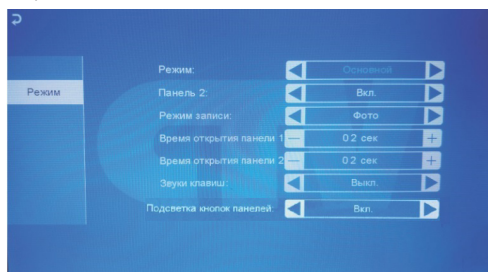 Режим
Режим: Основной
Панель 2: Вкл.
Режим записи: Фото
Время открытия панели 1 — 02 сек +
Время открытия панели 2 — 02 сек +
Звуки клавиш: Выкл.
Подсветка кнопок панелей: Вкл.